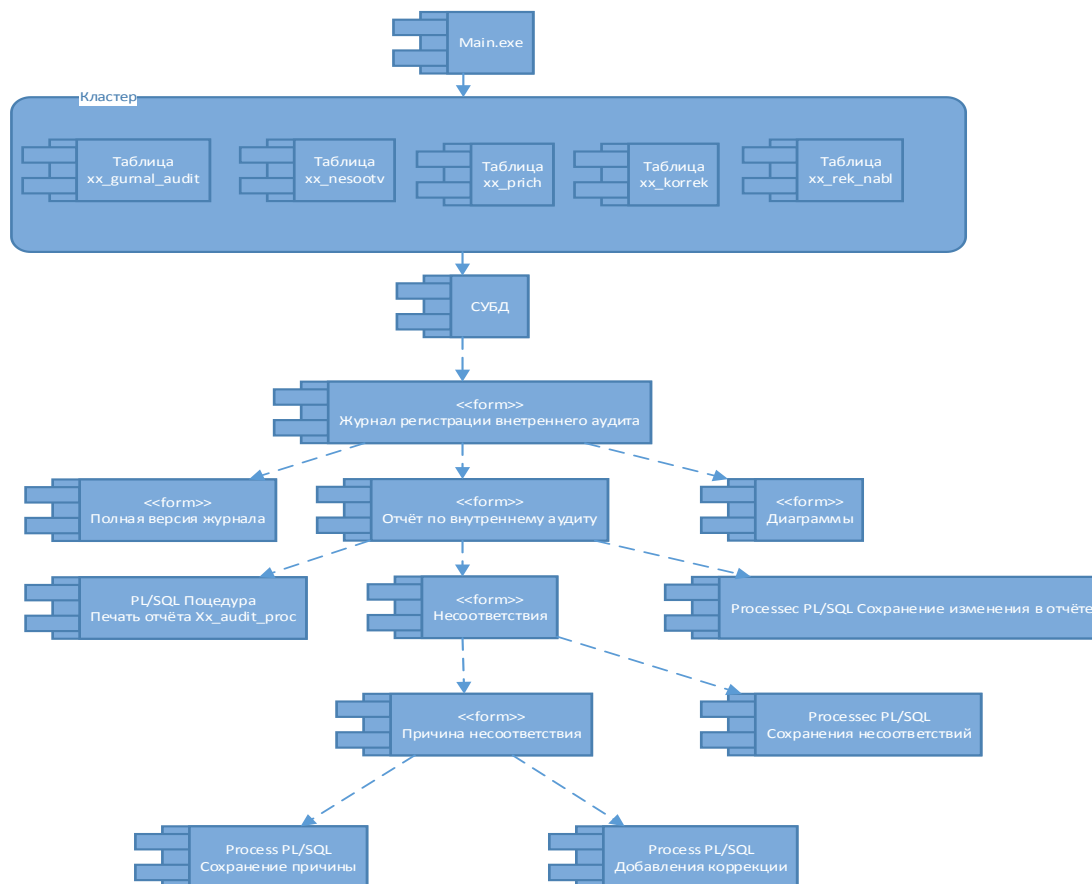 Main.exe
Кластер
Таблица
xx_gurnal_audit
Таблица
xx_nesootv
Таблица
xx_prich
Таблица
xx_korrek
Таблица
xx_rek_nabl
СУБД
<<form>>
Журнал регистрации внетреннего аудита
<<form>>
Полная версия журнала
<<form>>
Отчёт по внутреннему аудиту
<<form>>
Диаграммы
PL/SQL Поцедура
Печать отчёта Xx_audit_proc
<<form>>
Несоответствия
Processec PL/SQL Сохранение изменения в отчёте
<<form>>
Причина несоответствия
Processec PL/SQL
Сохранения несоответствий
Process PL/SQL
Сохранение причины
Process PL/SQL
Добавления коррекции